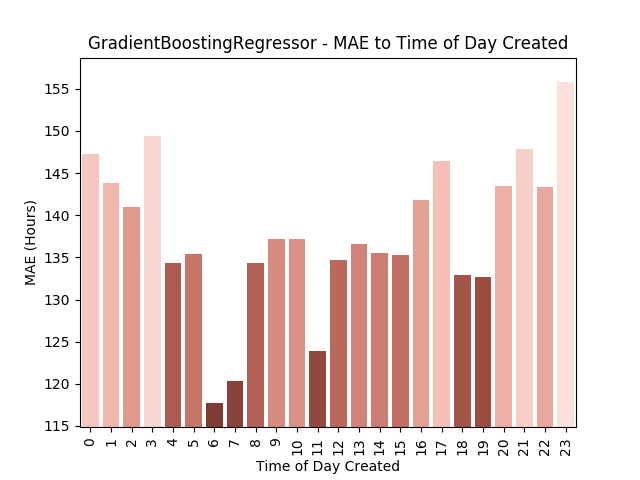 GradientBoostingRegressor - MAE to Time of Day Created
MAE (Hours)
155
150
145
140
135
130
125
120
115
0 1 2 3 4 5 6 7 8 9 10 11 12 13 14 15 16 17 18 19 20 21 22 23
Time of Day Created